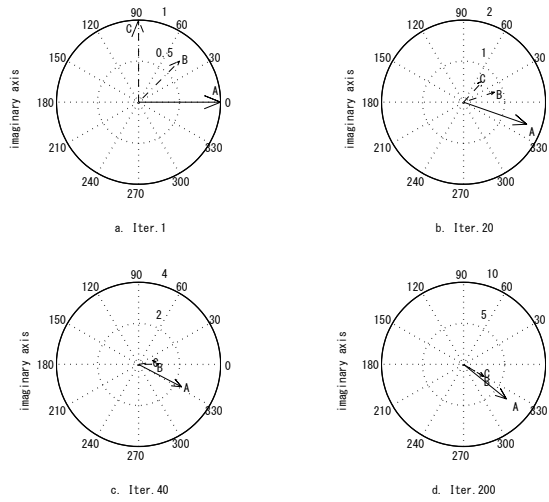 90 1
120 60
C
0.5
B
150 30
A
180 0
imaginary axis
210 330
240 300
270
a. Iter.1
90 2
120 60
1
150 30
C
B
180 0
A
imaginary axis
210 330
240 300
270
b. Iter.20
90 4
120 60
2
150 30
C
B
180 0
A
imaginary axis
210 330
240 300
270
c. Iter.40
90 10
120 60
5
150 30
180 0
C
B
A
imaginary axis
210 330
240 300
270
d. Iter.200